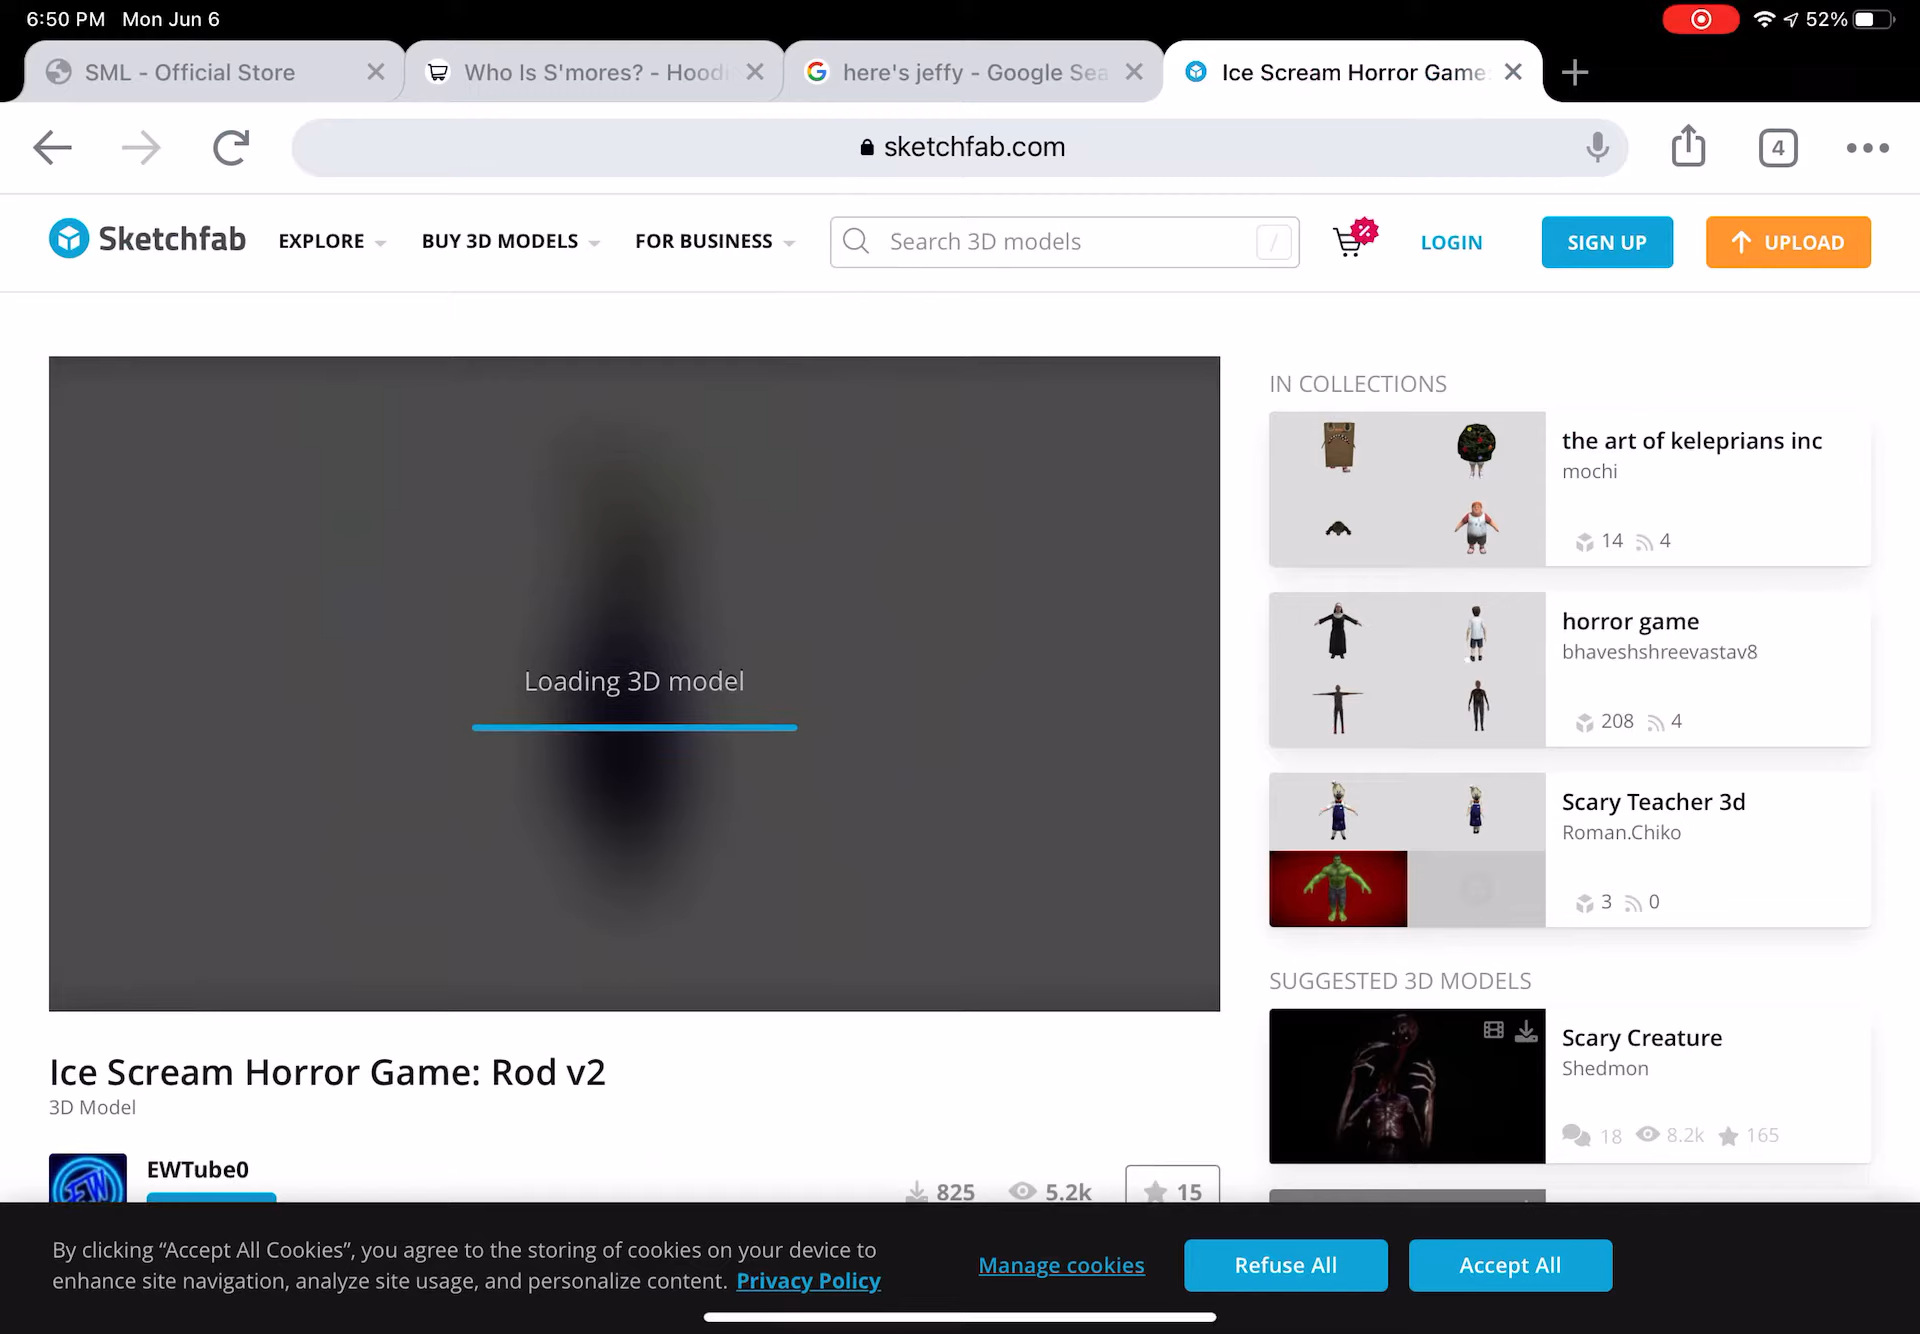 6:50 PM Mon Jun 6
52%
SML - Official Store
Who Is S'mores? - Hood
here's jeffy - Google Sea
Ice Scream Horror Game
sketchfab.com
4
Sketchfab
EXPLORE
BUY 3D MODELS
FOR BUSINESS
Search 3D models
/
%
LOGIN
SIGN UP
UPLOAD
Loading 3D model
IN COLLECTIONS
the art of keleprians inc
mochi
14 4
horror game
bhaveshshreevastav8
208 4
Scary Teacher 3d
Roman.Chiko
3 0
SUGGESTED 3D MODELS
Scary Creature
Shedmon
18 8.2k 165
Ice Scream Horror Game: Rod v2
3D Model
EW
EWTube0
825 5.2k 15
By clicking “Accept All Cookies”, you agree to the storing of cookies on your device to
enhance site navigation, analyze site usage, and personalize content. Privacy Policy
Manage cookies
Refuse All
Accept All